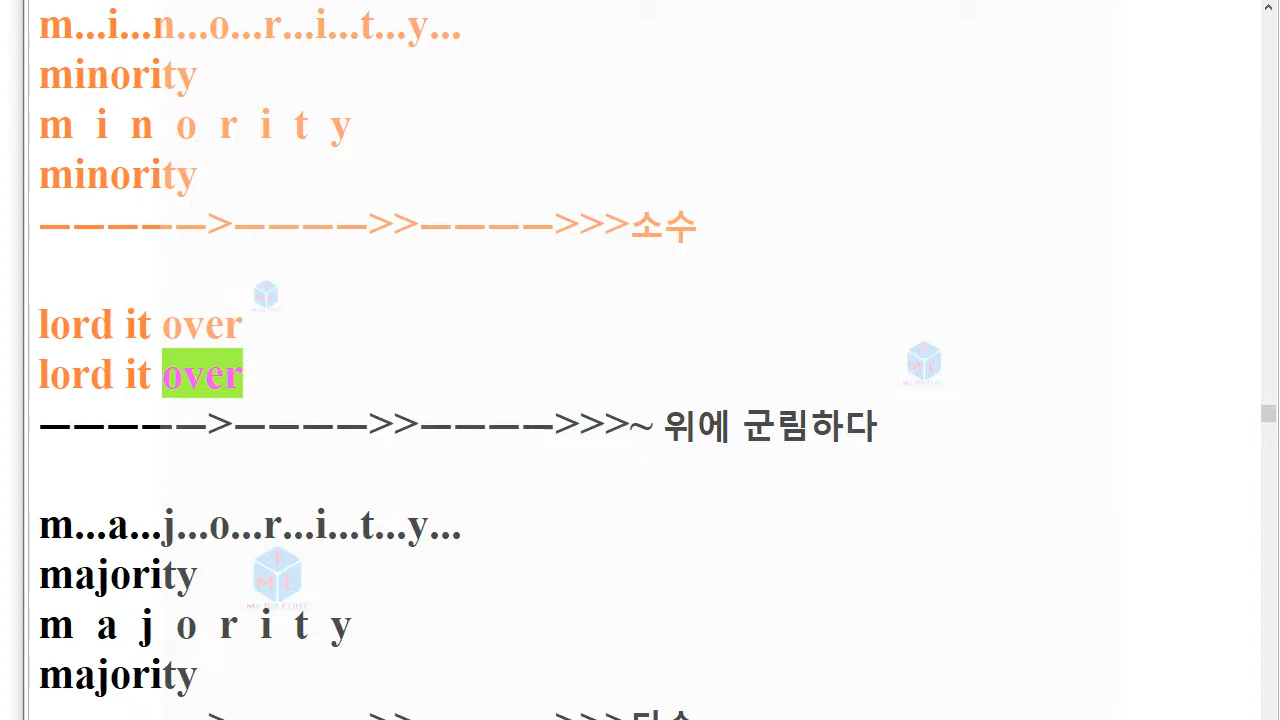 m...i...n...o...r...i...t...y...
minority
m i n o r i t y
minority
——————>————>>————>>>소수
lord it over
lord it over
——————>————>>————>>>~ 위에 군림하다
m...a...j...o...r...i...t...y...
majority
m a j o r i t y
majority